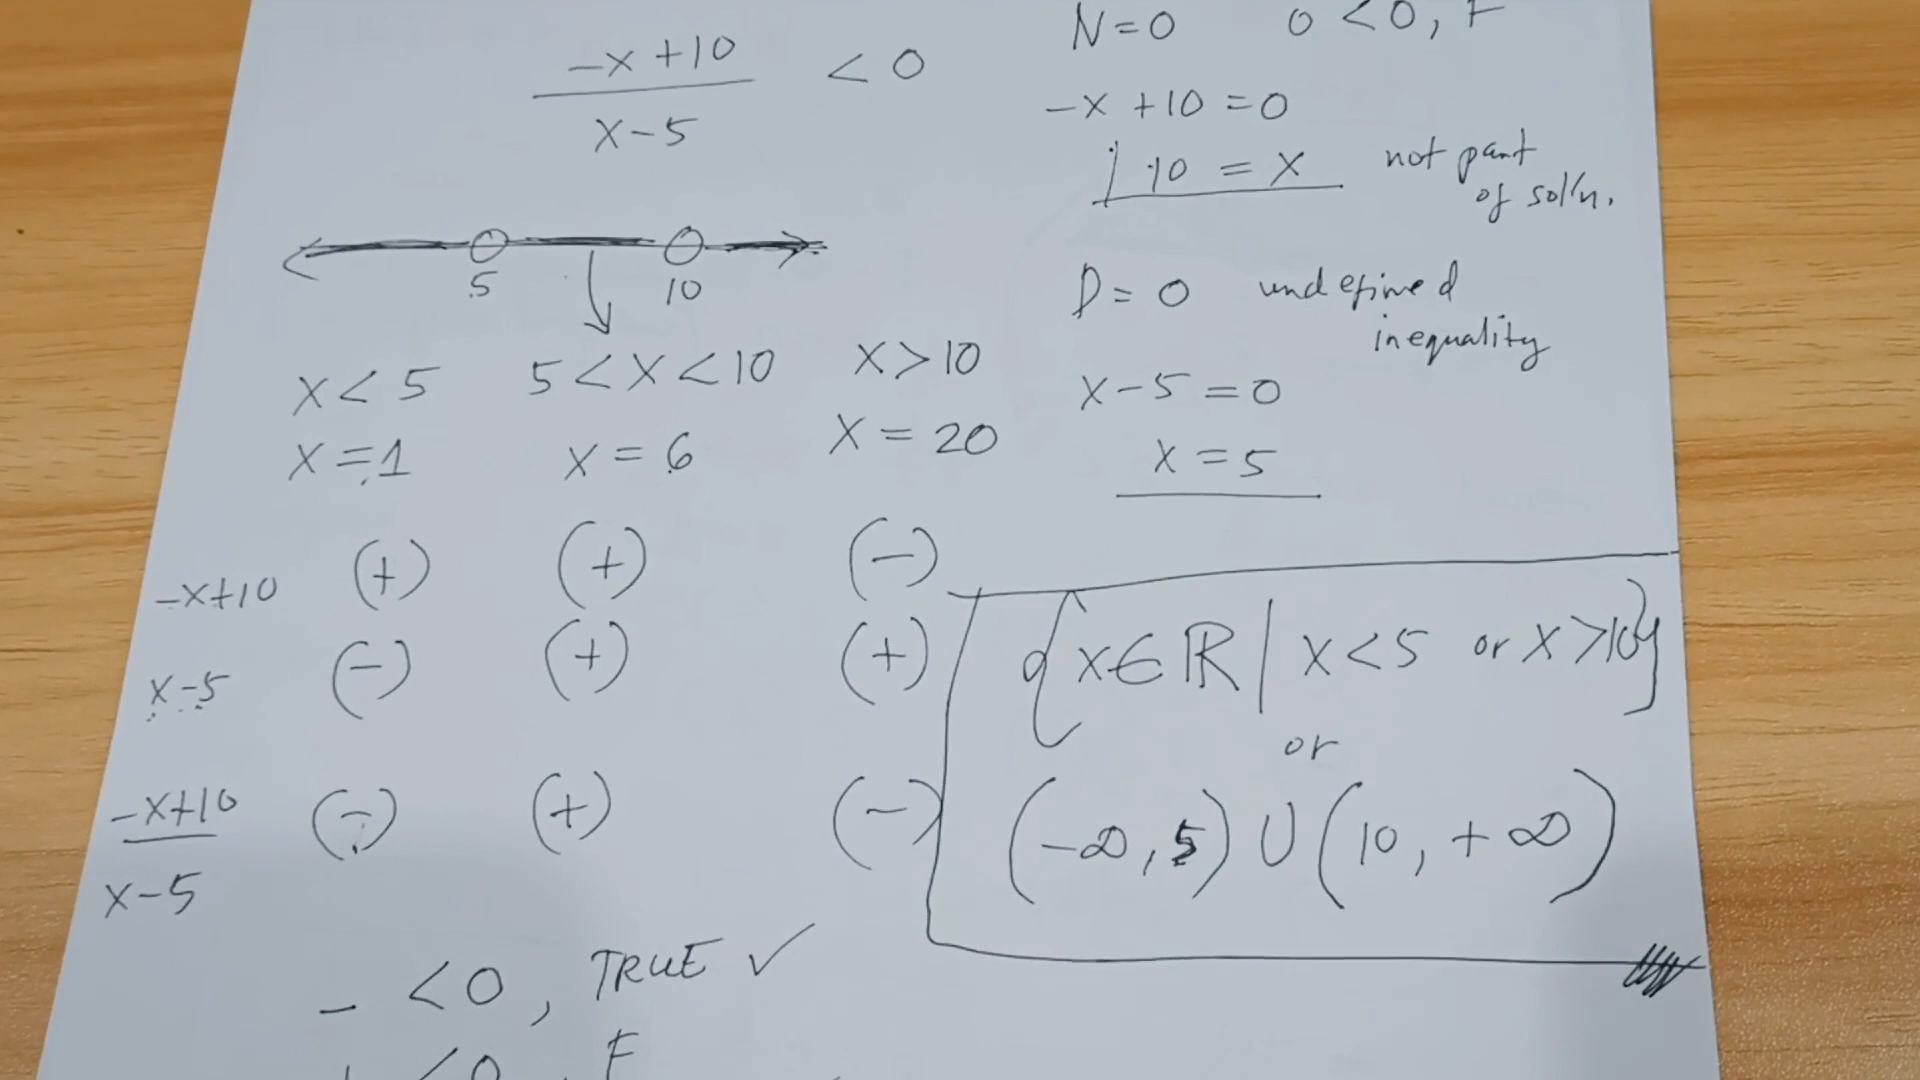 -x+10
x-5
< 0
5 10
x<5 5<x<10 x>10
x=1 x=6 x=20
-x+10 (+) (+) (-)
x-5 (-) (+) (+)
-x+10
x-5
(-) (+) (-)
- <0, TRUE ✓
<0, F
N=0 0<0, F
-x+10=0
10=x not part
of sol'n.
D=0 undefined
inequality
x-5=0
x=5
{x∈ℝ | x<5 or x>10}
or
(-∞,5)∪(10,+∞)